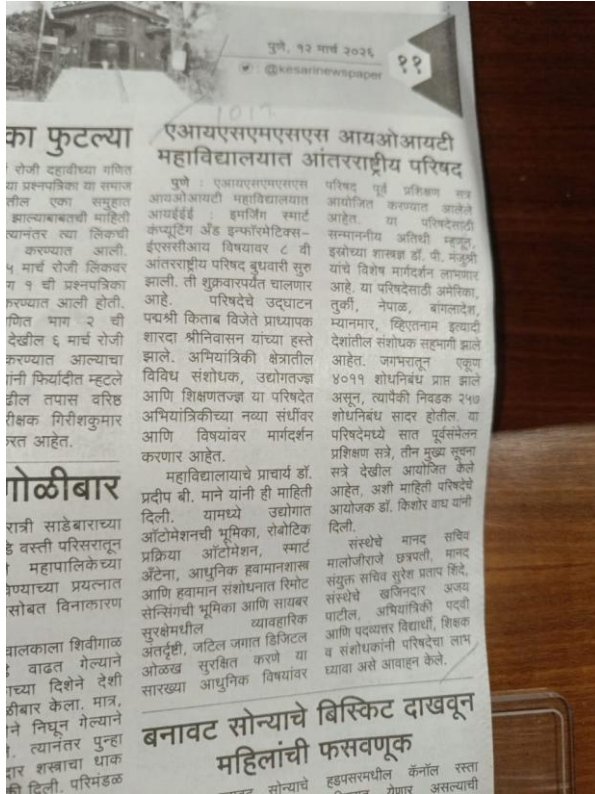 पुणे, १२ मार्च २०२६
: @kesarinewspaper
११
1017
का फुटल्या
रोजी दहावीच्या गणित
या प्रश्नपत्रिका या समाज
तील एका समुहात
झाल्याबाबतची माहिती
त्यानंतर त्या लिंकची
करण्यात आली.
५ मार्च रोजी लिंकवर
ग १ ची प्रश्नपत्रिका
करण्यात आली होती.
गणित भाग २ ची
देखील ६ मार्च रोजी
करण्यात आल्याचा
यांनी फिर्यादीत म्हटले
ढील तपास वरिष्ठ
रीक्षक गिरीशकुमार
करत आहेत.
गोळीबार
रात्री साडेबाराच्या
वस्ती परिसरातून
महापालिकेच्या
वेण्याच्या प्रयत्नात
सोबत विनाकारण
वालकाला शिवीगाळ
वाढत गेल्याने
च्या दिशेने देशी
ळीबार केला. मात्र,
ने निघून गेल्याने
त्यानंतर पुन्हा
दार शस्त्राचा धाक
की दिली. परिमंडळ
एआयएसएमएसएस आयओआयटी
महाविद्यालयात आंतरराष्ट्रीय परिषद
पुणे : एआयएसएमएसएस
आयओआयटी महाविद्यालयात
आयईईई : इमर्जिंग स्मार्ट
कंप्युटिंग अँड इन्फॉरमेटिक्स-
ईएससीआय विषयावर ८ वी
आंतरराष्ट्रीय परिषद बुधवारी सुरु
झाली. ती शुक्रवारपर्यंत चालणार
आहे. परिषदेचे उद्घाटन
पद्मश्री किताब विजेते प्राध्यापक
शारदा श्रीनिवासन यांच्या हस्ते
झाले. अभियांत्रिकी क्षेत्रातील
विविध संशोधक, उद्योगतज्ज्ञ
आणि शिक्षणतज्ज्ञ या परिषदेत
अभियांत्रिकीच्या नव्या संधींवर
आणि विषयांवर मार्गदर्शन
करणार आहेत.
महाविद्यालायाचे प्राचार्य डॉ.
प्रदीप बी. माने यांनी ही माहिती
दिली. यामध्ये उद्योगात
ऑटोमेशनची भूमिका, रोबोटिक
प्रक्रिया ऑटोमेशन, स्मार्ट
अँटेना, आधुनिक हवामानशास्त्र
आणि हवामान संशोधनात रिमोट
सेन्सिंगची भूमिका आणि सायबर
सुरक्षेमधील व्यावहारिक
अंतर्दृष्टी, जटिल जगात डिजिटल
ओळख सुरक्षित करणे या
सारख्या आधुनिक विषयांवर
परिषद पूर्व प्रशिक्षण सत्र
आयोजित करण्यात आलेले
आहेत. या परिषदेसाठी
सन्माननीय अतिथी म्हणून,
इस्रोच्या शास्त्रज्ञ डॉ. पी. मंजुश्री
यांचे विशेष मार्गदर्शन लाभणार
आहे. या परिषदेसाठी अमेरिका,
तुर्की, नेपाळ, बांगलादेश,
म्यानमार, व्हिएतनाम इत्यादी
देशांतील संशोधक सहभागी झाले
आहेत. जगभरातून एकूण
४०११ शोधनिबंध प्राप्त झाले
असून, त्यापैकी निवडक २५७
शोधनिबंध सादर होतील. या
परिषदेमध्ये सात पूर्वसंमेलन
प्रशिक्षण सत्रे, तीन मुख्य सूचना
सत्रे देखील आयोजित केले
आहेत, अशी माहिती परिषदेचे
आयोजक डॉ. किशोर वाघ यांनी
दिली.
संस्थेचे मानद सचिव
मालोजीराजे छत्रपती, मानद
संयुक्त सचिव सुरेश प्रताप शिंदे,
संस्थेचे खजिनदार अजय
पाटील, अभियांत्रिकी पदवी
आणि पदव्यत्तर विद्यार्थी, शिक्षक
व संशोधकांनी परिषदेचा लाभ
घ्यावा असे आवाहन केले.
बनावट सोन्याचे बिस्किट दाखवून
महिलांची फसवणूक
बनावट सोन्याचे
हडपसरमधील कॅनॉल रस्ता
येणार असल्याची